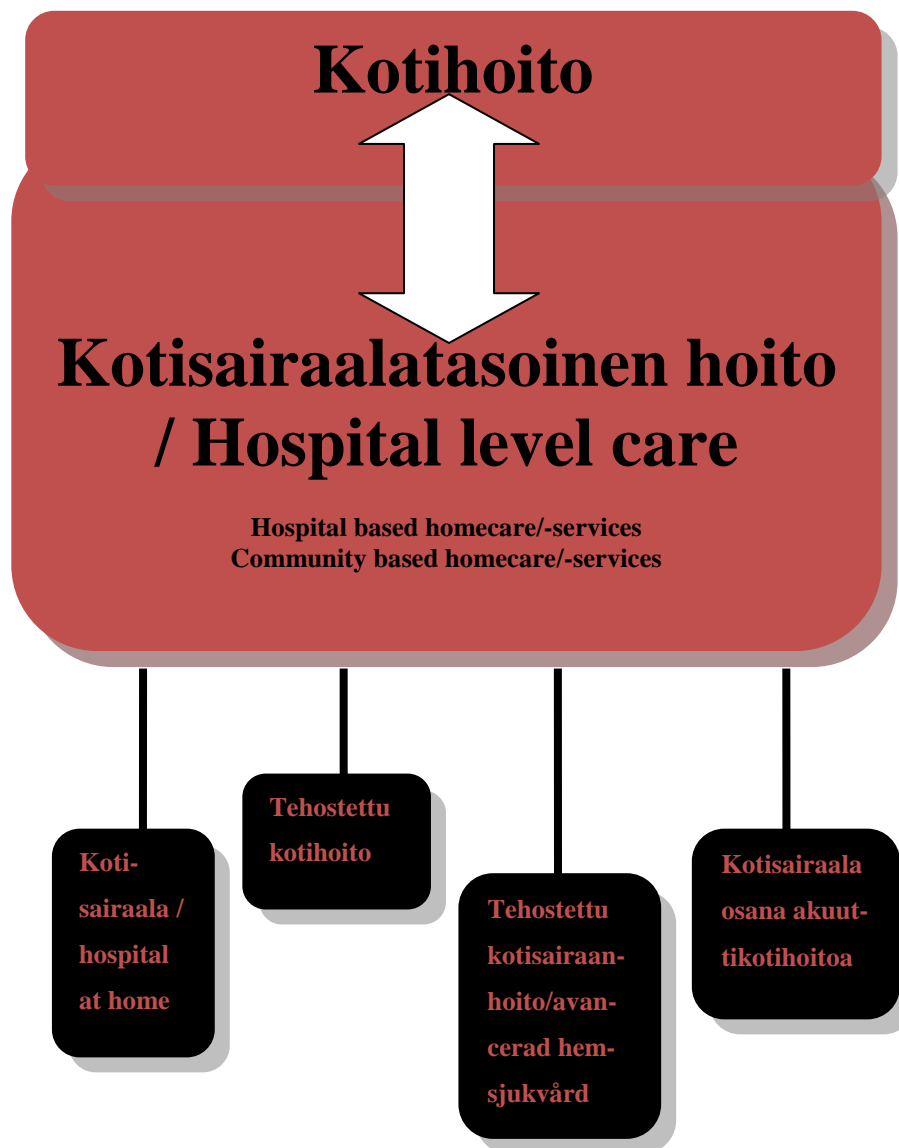 Kotihoito
Kotisairaalatasoinen hoito
/ Hospital level care
Hospital based homecare/-services
Community based homecare/-services
Koti-
sairaala /
hospital
at home
Tehostettu
kotihoito
Tehostettu
kotisairaan-
hoito/avan-
cerad hem-
sjukvård
Kotisairaala
osana akuut-
tikotihoitoa